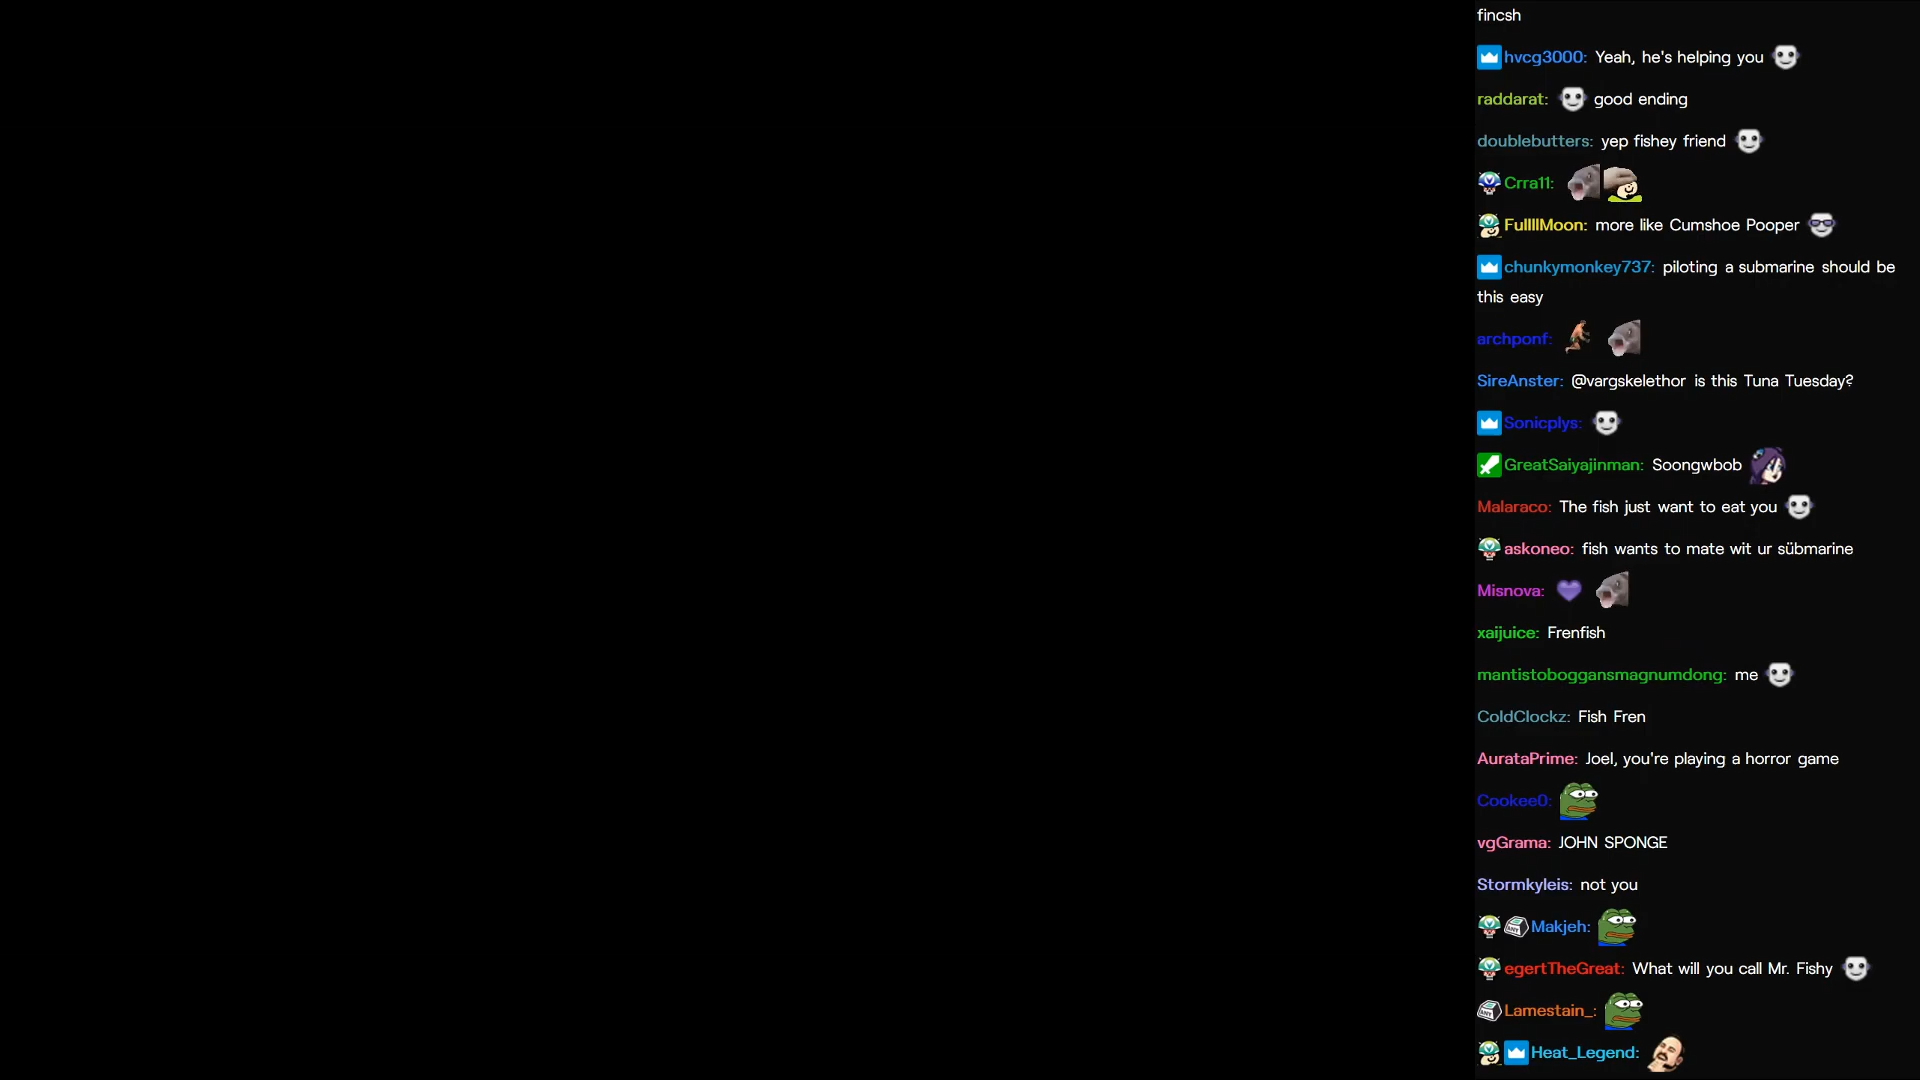 fincsh
hvcg3000: Yeah, he's helping you
raddarat: good ending
doublebutters: yep fishey friend
Crra11:
FullllMoon: more like Cumshoe Pooper
chunkymonkey737: piloting a submarine should be
this easy
archponf:
SireAnster: @vargskelethor is this Tuna Tuesday?
Sonicplys:
GreatSaiyajinman: Soongwbob
Malaraco: The fish just want to eat you
askoneo: fish wants to mate wit ur sübmarine
Misnova:
xaijuice: Frenfish
mantistoboggansmagnumdong: me
ColdClockz: Fish Fren
AurataPrime: Joel, you're playing a horror game
Cookee0:
vgGrama: JOHN SPONGE
Stormkyleis: not you
Makjeh:
egertTheGreat: What will you call Mr. Fishy
Lamestain_:
Heat_Legend: